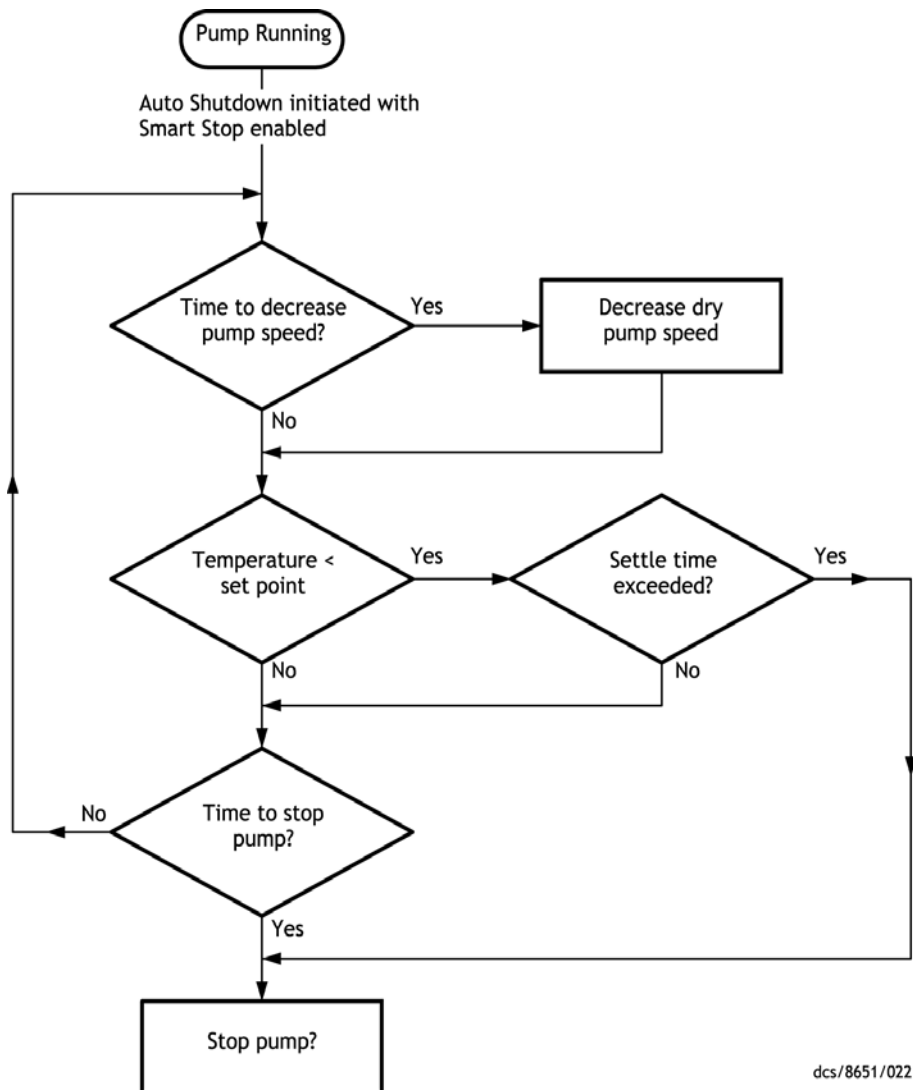 Pump Running
Auto Shutdown initiated with
Smart Stop enabled
Time to decrease
pump speed?
Yes
Decrease dry
pump speed
No
Temperature <
set point
Yes
Settle time
exceeded?
Yes
No
No
No
Time to stop
pump?
Yes
Stop pump?
dcs/8651/022